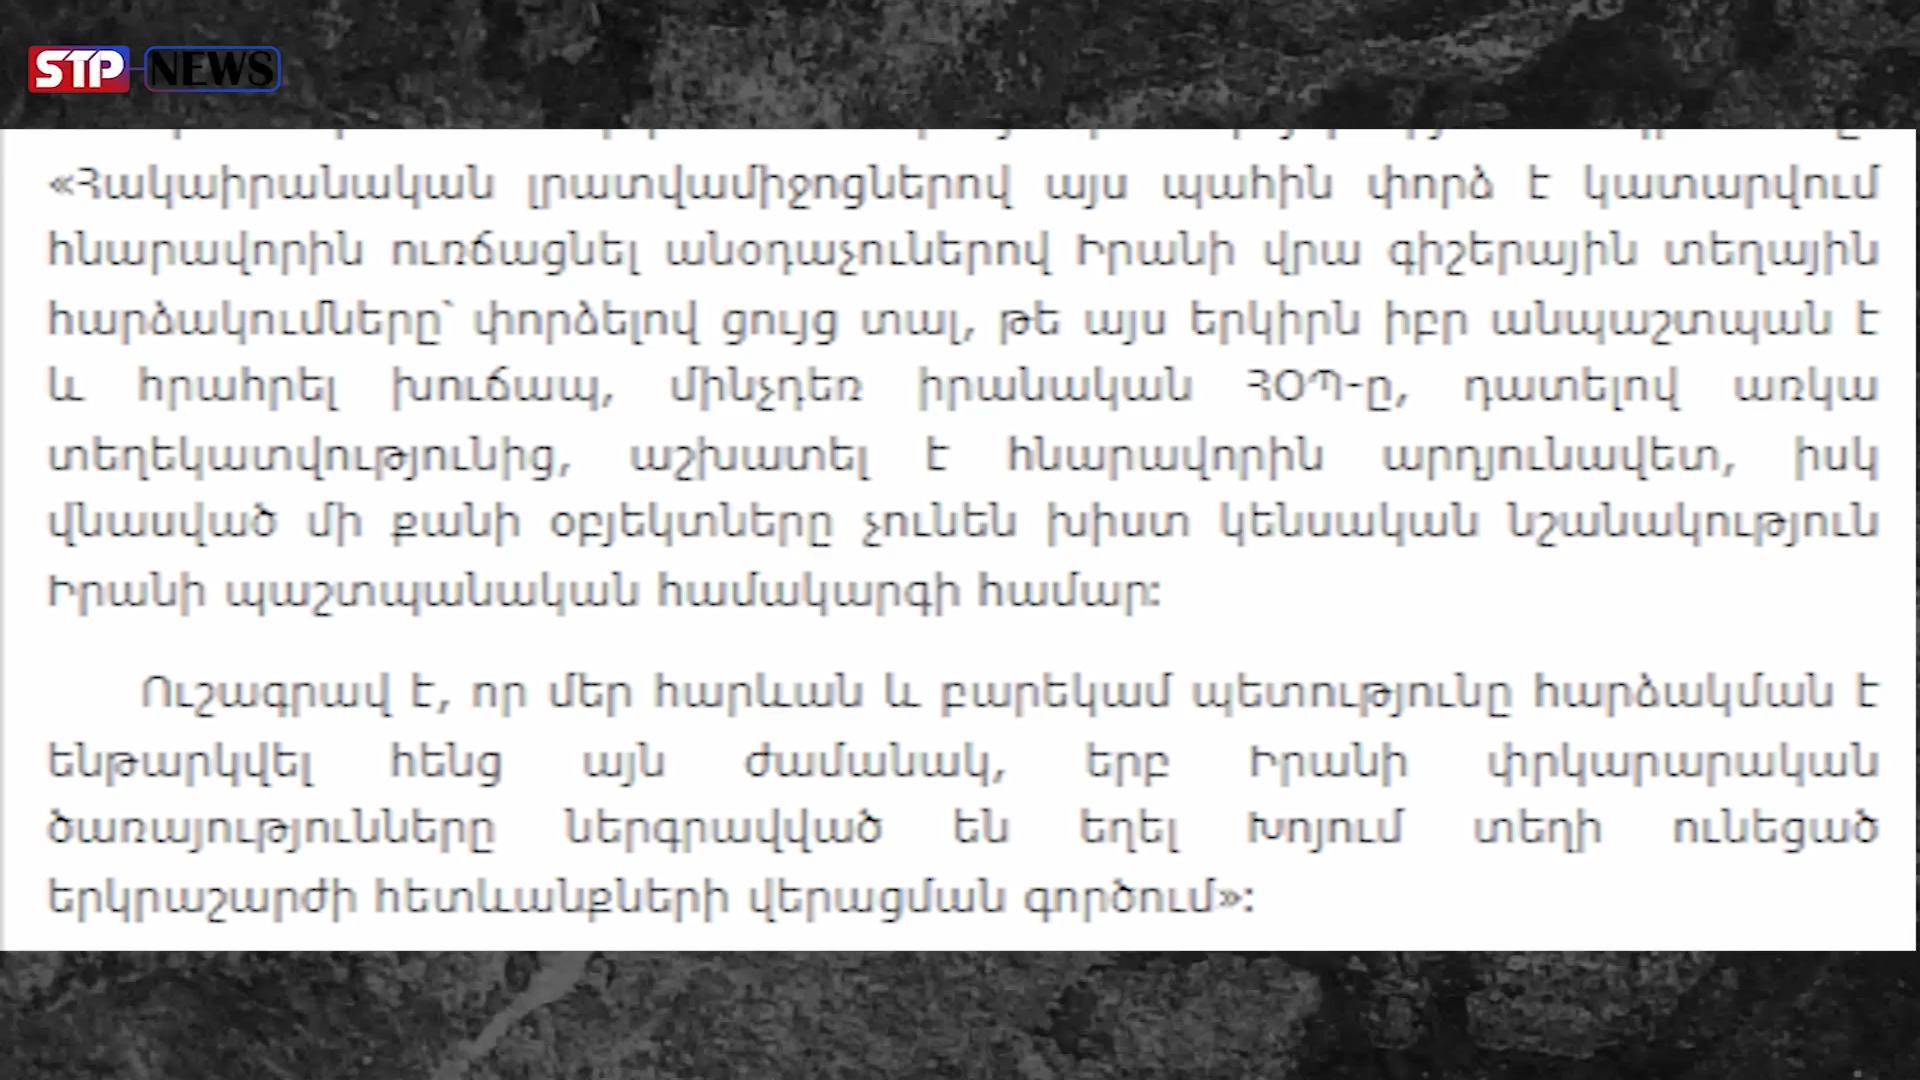 STP NEWS
«Հակաիրանական լրատվամիջոցներով այս պահին փորձ է կատարվում
հնարավորին ուռճացնել անօդաչուներով Իրանի վրա գիշերային տեղային
հարձակումները՝ փորձելով ցույց տալ, թե այս երկիրն իբր անպաշտպան է
և հրահրել խուճապ, մինչդեռ իրանական ՀՕՊ-ը, դատելով առկա
տեղեկատվությունից, աշխատել է հնարավորին արդյունավետ, իսկ
վնասված մի քանի օբյեկտները չունեն խիստ կենսական նշանակություն
Իրանի պաշտպանական համակարգի համար:
Ուշագրավ է, որ մեր հարևան և բարեկամ պետությունը հարձակման է
ենթարկվել հենց այն ժամանակ, երբ Իրանի փրկարարական
ծառայությունները ներգրավված են եղել Խոյում տեղի ունեցած
երկրաշարժի հետևանքների վերացման գործում»: